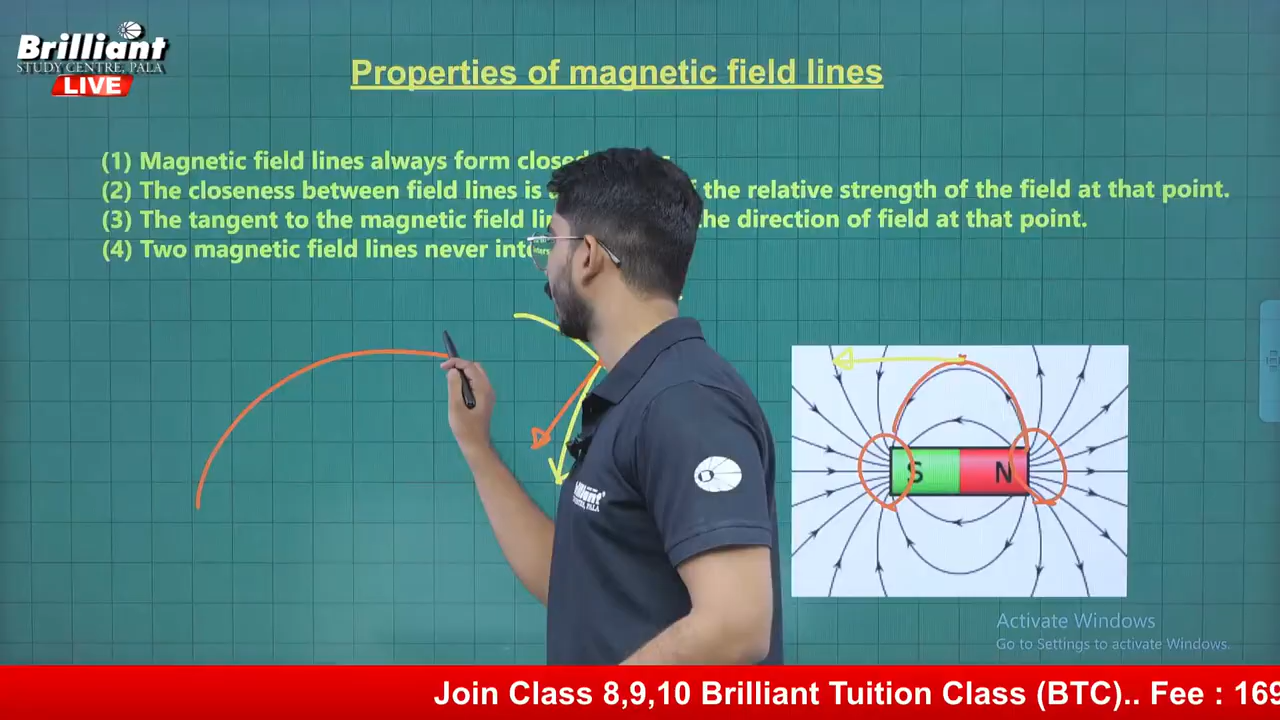 Brilliant
STUDY CENTRE, PALA
LIVE
Properties of magnetic field lines
(1) Magnetic field lines always form closed
(2) The closeness between field lines is the relative strength of the field at that point.
(3) The tangent to the magnetic field the direction of field at that point.
(4) Two magnetic field lines never
S N
Activate Windows
Go to Settings to activate Windows.
Join Class 8,9,10 Brilliant Tuition Class (BTC).. Fee : 169